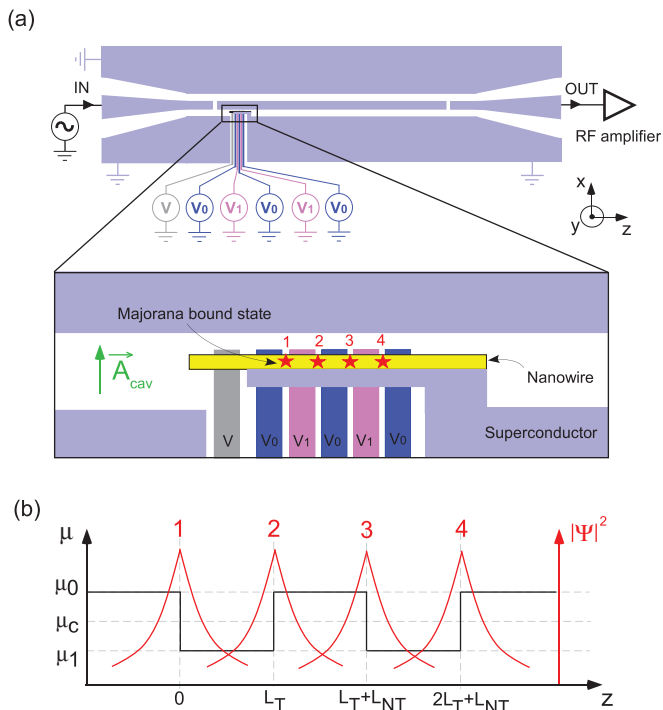 (a)
IN
OUT
RF amplifier
V
V0
V1
V0
V1
V0
x
y
z
Majorana bound state
1
2
3
4
Acav
Nanowire
V
V0
V1
V0
V1
V0
Superconductor
(b)
μ
1
2
3
4
|Ψ|²
μ0
μc
μ1
0
LT
LT+LNT
2LT+LNT
z